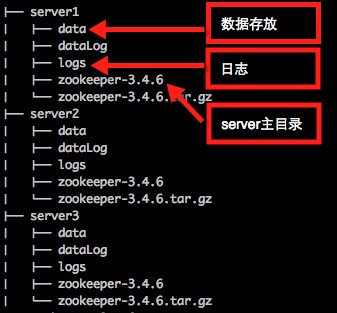 ├── server1
│   ├── data
数据存放
│   ├── dataLog
│   ├── logs
日志
│   ├── zookeeper-3.4.6
│   └── zookeeper-3.4.6.tar.gz
server主目录
├── server2
│   ├── data
│   ├── dataLog
│   ├── logs
│   ├── zookeeper-3.4.6
│   └── zookeeper-3.4.6.tar.gz
├── server3
│   ├── data
│   ├── dataLog
│   ├── logs
│   ├── zookeeper-3.4.6
│   └── zookeeper-3.4.6.tar.gz